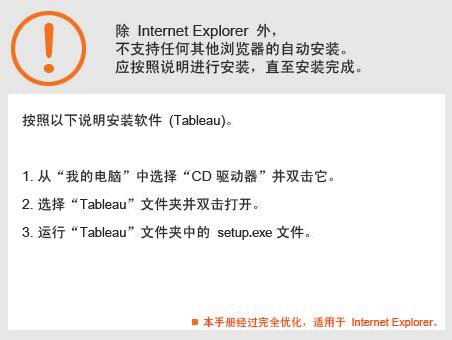 除 Internet Explorer 外，
不支持任何其他浏览器的自动安装。
应按照说明进行安装，直至安装完成。
按照以下说明安装软件 (Tableau)。
1. 从“我的电脑”中选择“CD 驱动器”并双击它。
2. 选择“Tableau”文件夹并双击打开。
3. 运行“Tableau”文件夹中的 setup.exe 文件。
■ 本手册经过完全优化，适用于 Internet Explorer。